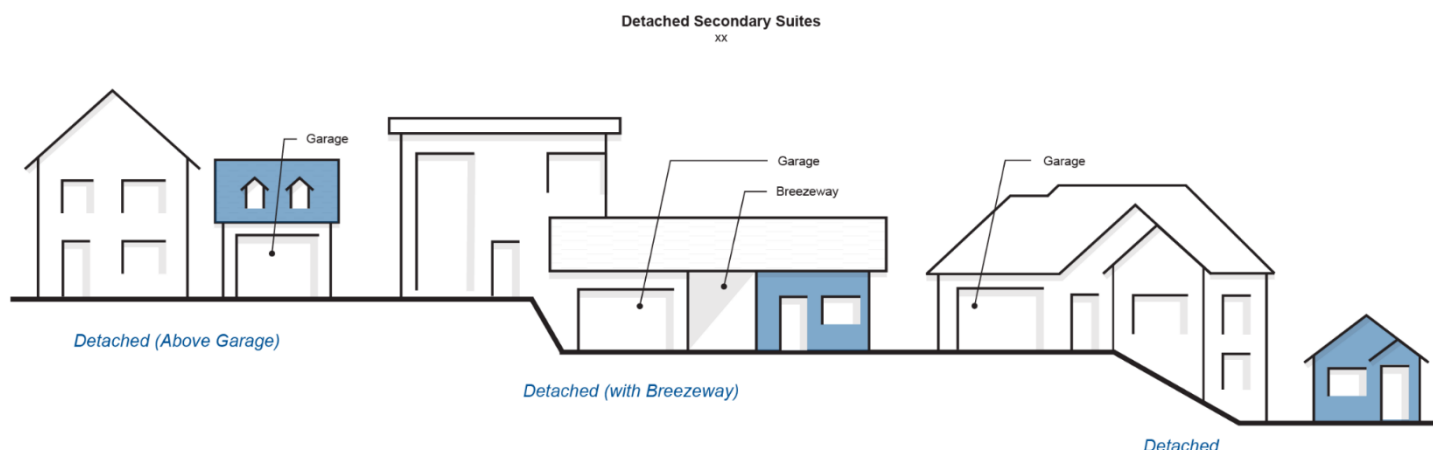 Detached Secondary Suites
xx
Garage
Garage
Breezeway
Garage
Detached (Above Garage)
Detached (with Breezeway)
Detached